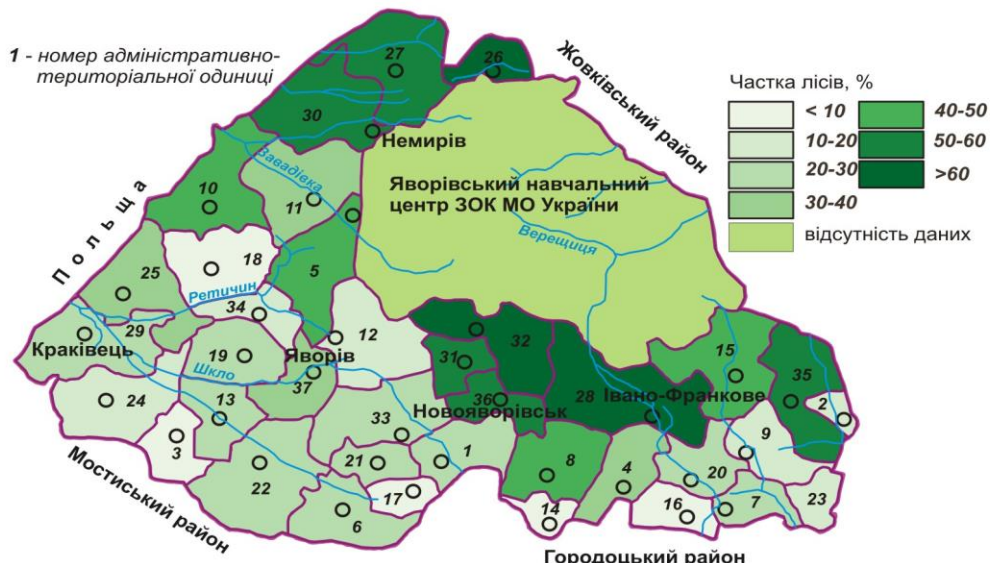 1 - номер адміністративно-
територіальної одиниці
27
26
Жовківський район
Частка лісів, %
< 10
10-20
20-30
30-40
40-50
50-60
>60
відсутність даних
30
Немирів
Завадівка
Яворівський навчальний
центр ЗОК МО України
Верещиця
Польща
10
11
5
18
25
Ретичин
34
29
12
Краківець
19
Яворів
Шкло
37
31
32
15
35
24
13
36
28
Івано-Франкове
2
Новояворівськ
3
33
9
22
21
1
8
4
20
17
6
14
16
7
23
Мостиський район
Городоцький район